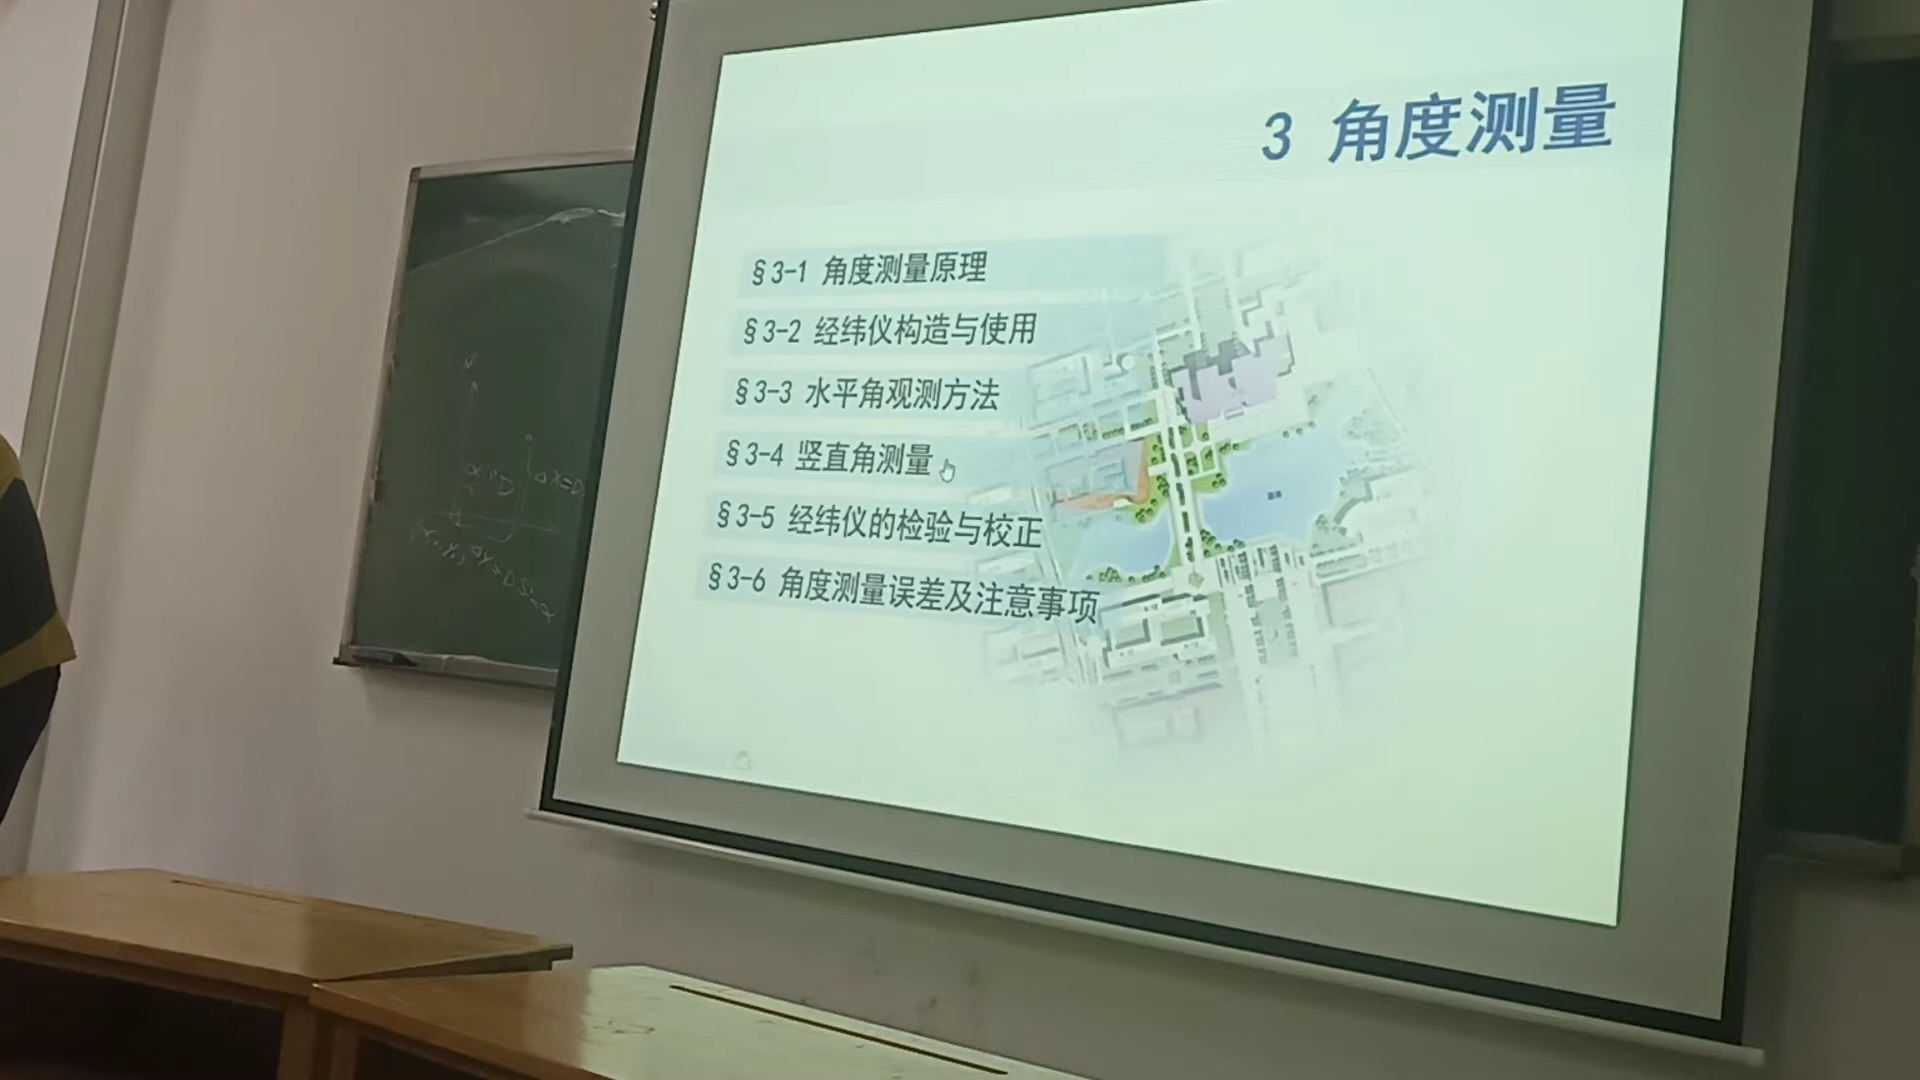 3 角度测量
§3-1 角度测量原理
§3-2 经纬仪构造与使用
§3-3 水平角观测方法
§3-4 竖直角测量
§3-5 经纬仪的检验与校正
§3-6 角度测量误差及注意事项